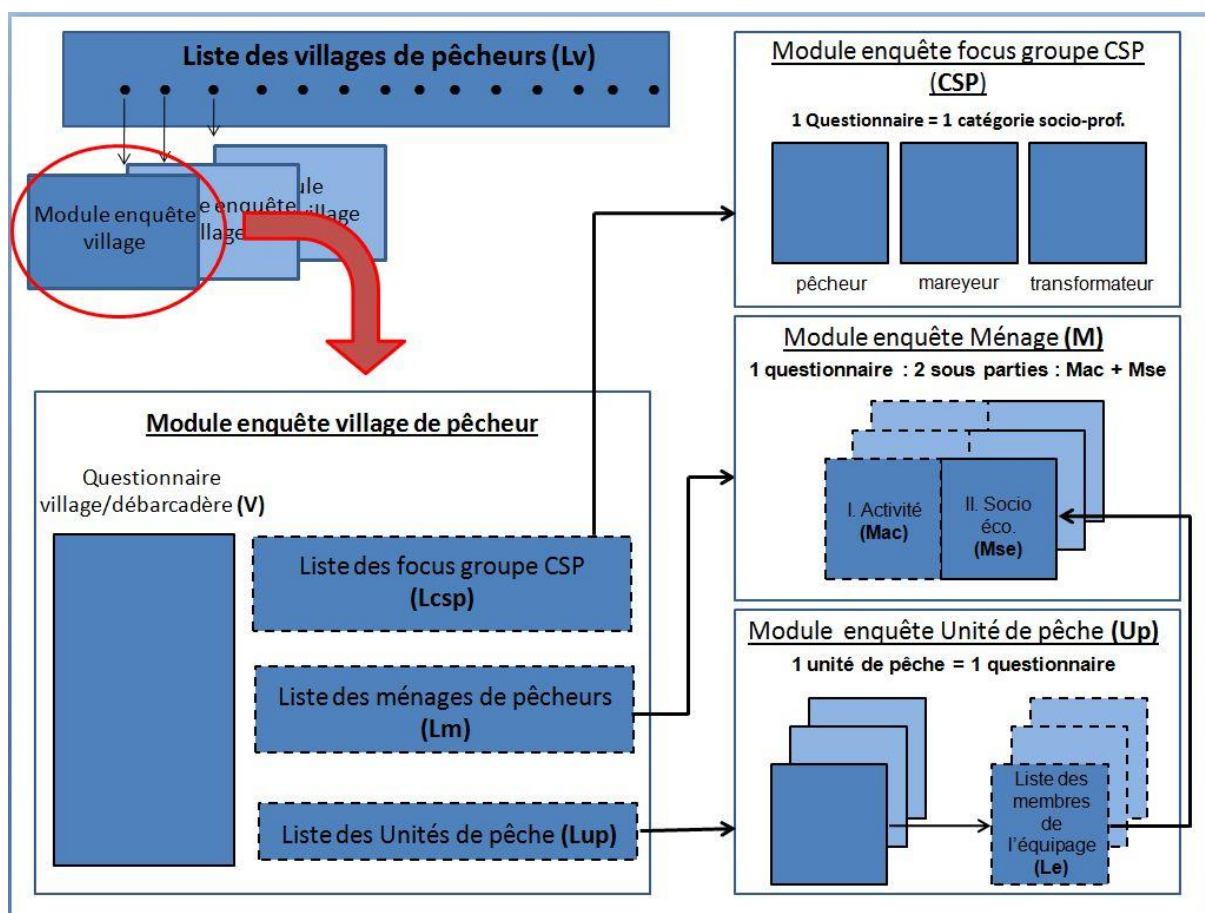 Liste des villages de pêcheurs (Lv)
Module enquête
village
e enquête
llage
ule
village
Module enquête village de pêcheur
Questionnaire
village/débarcadère (V)
Liste des focus groupe CSP
(Lcsp)
Liste des ménages de pêcheurs
(Lm)
Liste des Unités de pêche (Lup)
Module enquête focus groupe CSP
(CSP)
1 Questionnaire = 1 catégorie socio-prof.
pêcheur
mareyeur
transformateur
Module enquête Ménage (M)
1 questionnaire : 2 sous parties : Mac + Mse
I. Activité
(Mac)
II. Socio
éco.
(Mse)
Module enquête Unité de pêche (Up)
1 unité de pêche = 1 questionnaire
Liste des
membres
de
l'équipage
(Le)